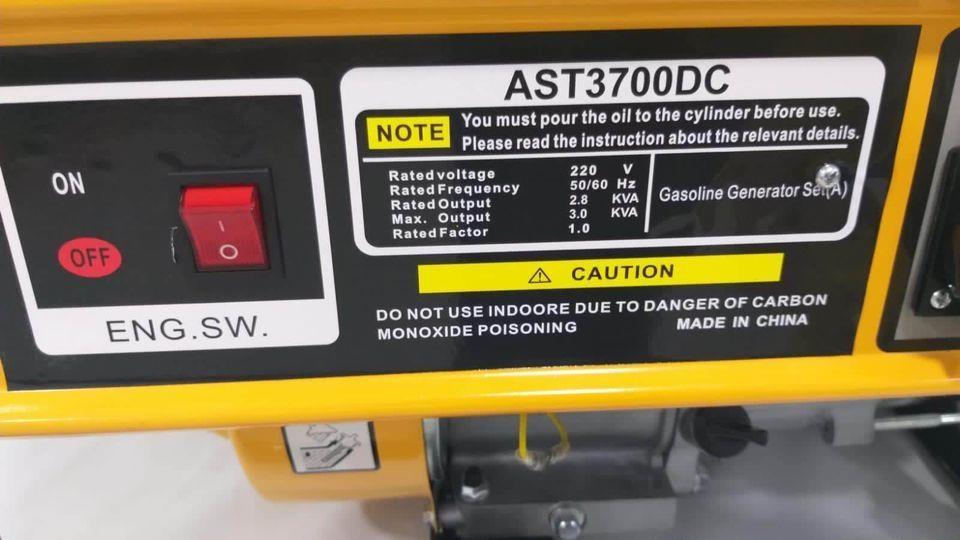 AST3700DC
NOTE
You must pour the oil to the cylinder before use.
Please read the instruction about the relevant details.
Rated voltage 220 V
Rated Frequency 50/60 Hz
Rated Output 2.8 KVA
Max. Output 3.0 KVA
Rated Factor 1.0
Gasoline Generator Set(A)
ON
OFF
ENG.SW.
⚠ CAUTION
DO NOT USE INDOORE DUE TO DANGER OF CARBON
MONOXIDE POISONING
MADE IN CHINA